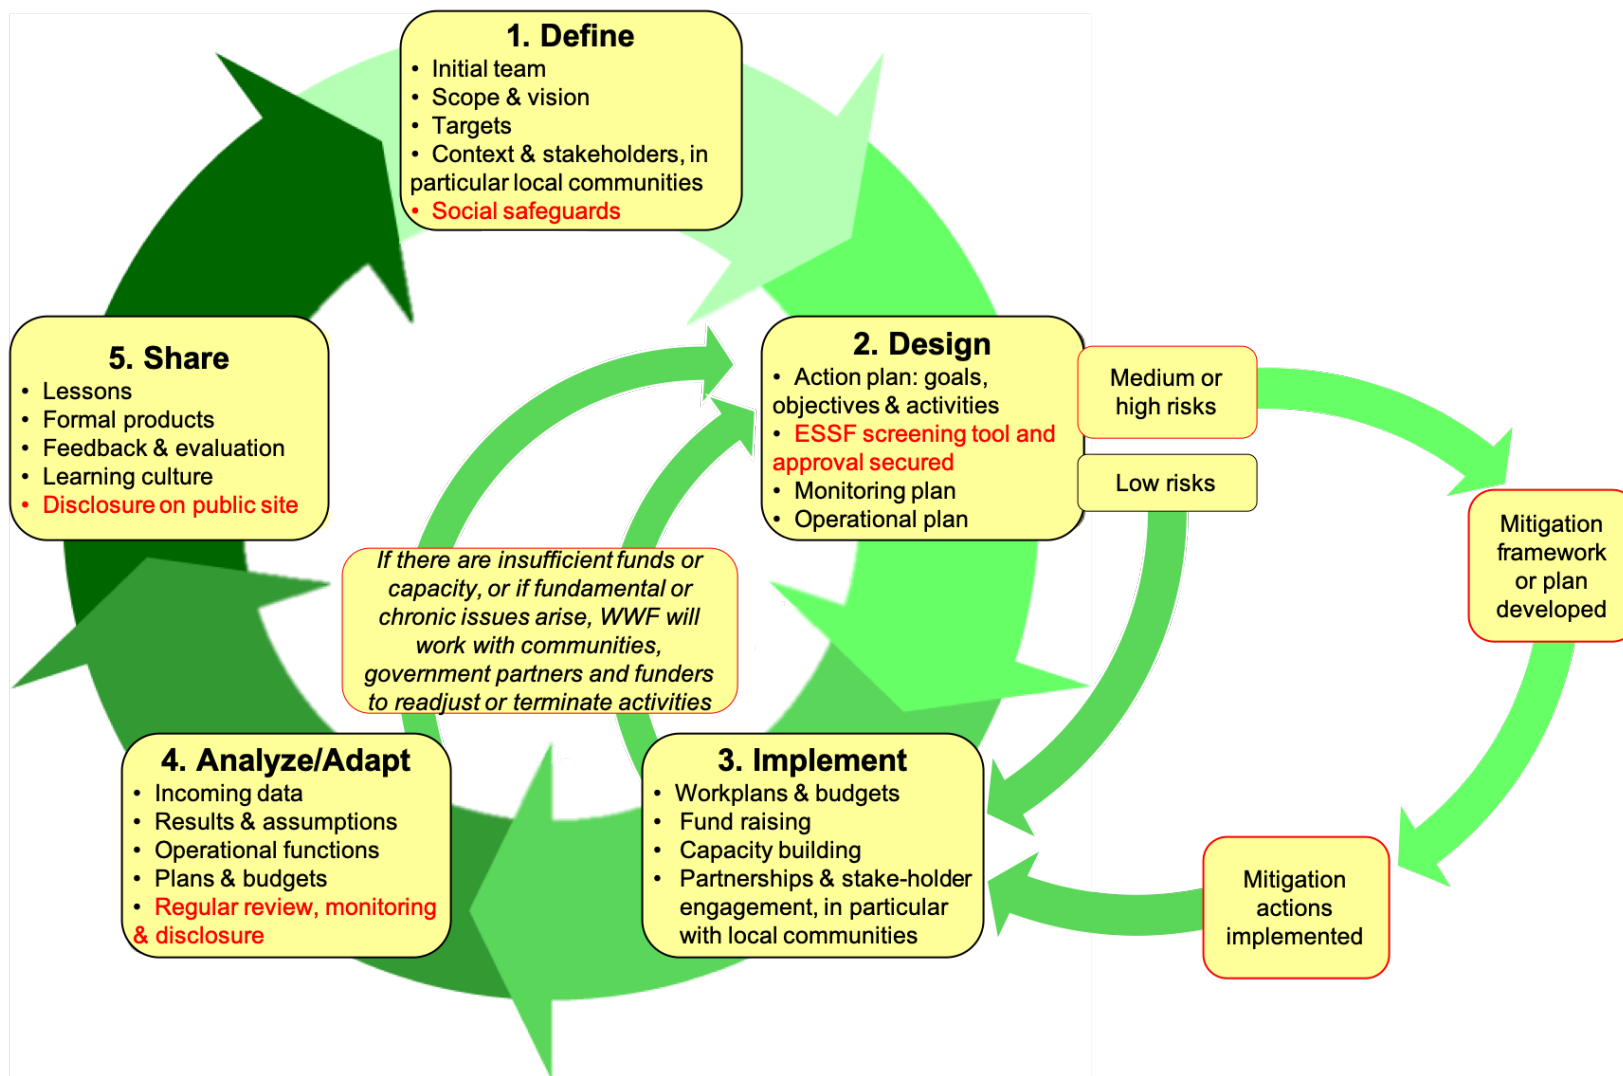 1. Define
• Initial team
• Scope & vision
• Targets
• Context & stakeholders, in
particular local communities
• Social safeguards
2. Design
• Action plan: goals,
objectives & activities
• ESSF screening tool and
approval secured
• Monitoring plan
• Operational plan
Medium or
high risks
Low risks
Mitigation
framework
or plan
developed
Mitigation
actions
implemented
3. Implement
• Workplans & budgets
• Fund raising
• Capacity building
• Partnerships & stake-holder
engagement, in particular
with local communities
If there are insufficient funds or
capacity, or if fundamental or
chronic issues arise, WWF will
work with communities,
government partners and funders
to readjust or terminate activities
4. Analyze/Adapt
• Incoming data
• Results & assumptions
• Operational functions
• Plans & budgets
• Regular review, monitoring
& disclosure
5. Share
• Lessons
• Formal products
• Feedback & evaluation
• Learning culture
• Disclosure on public site